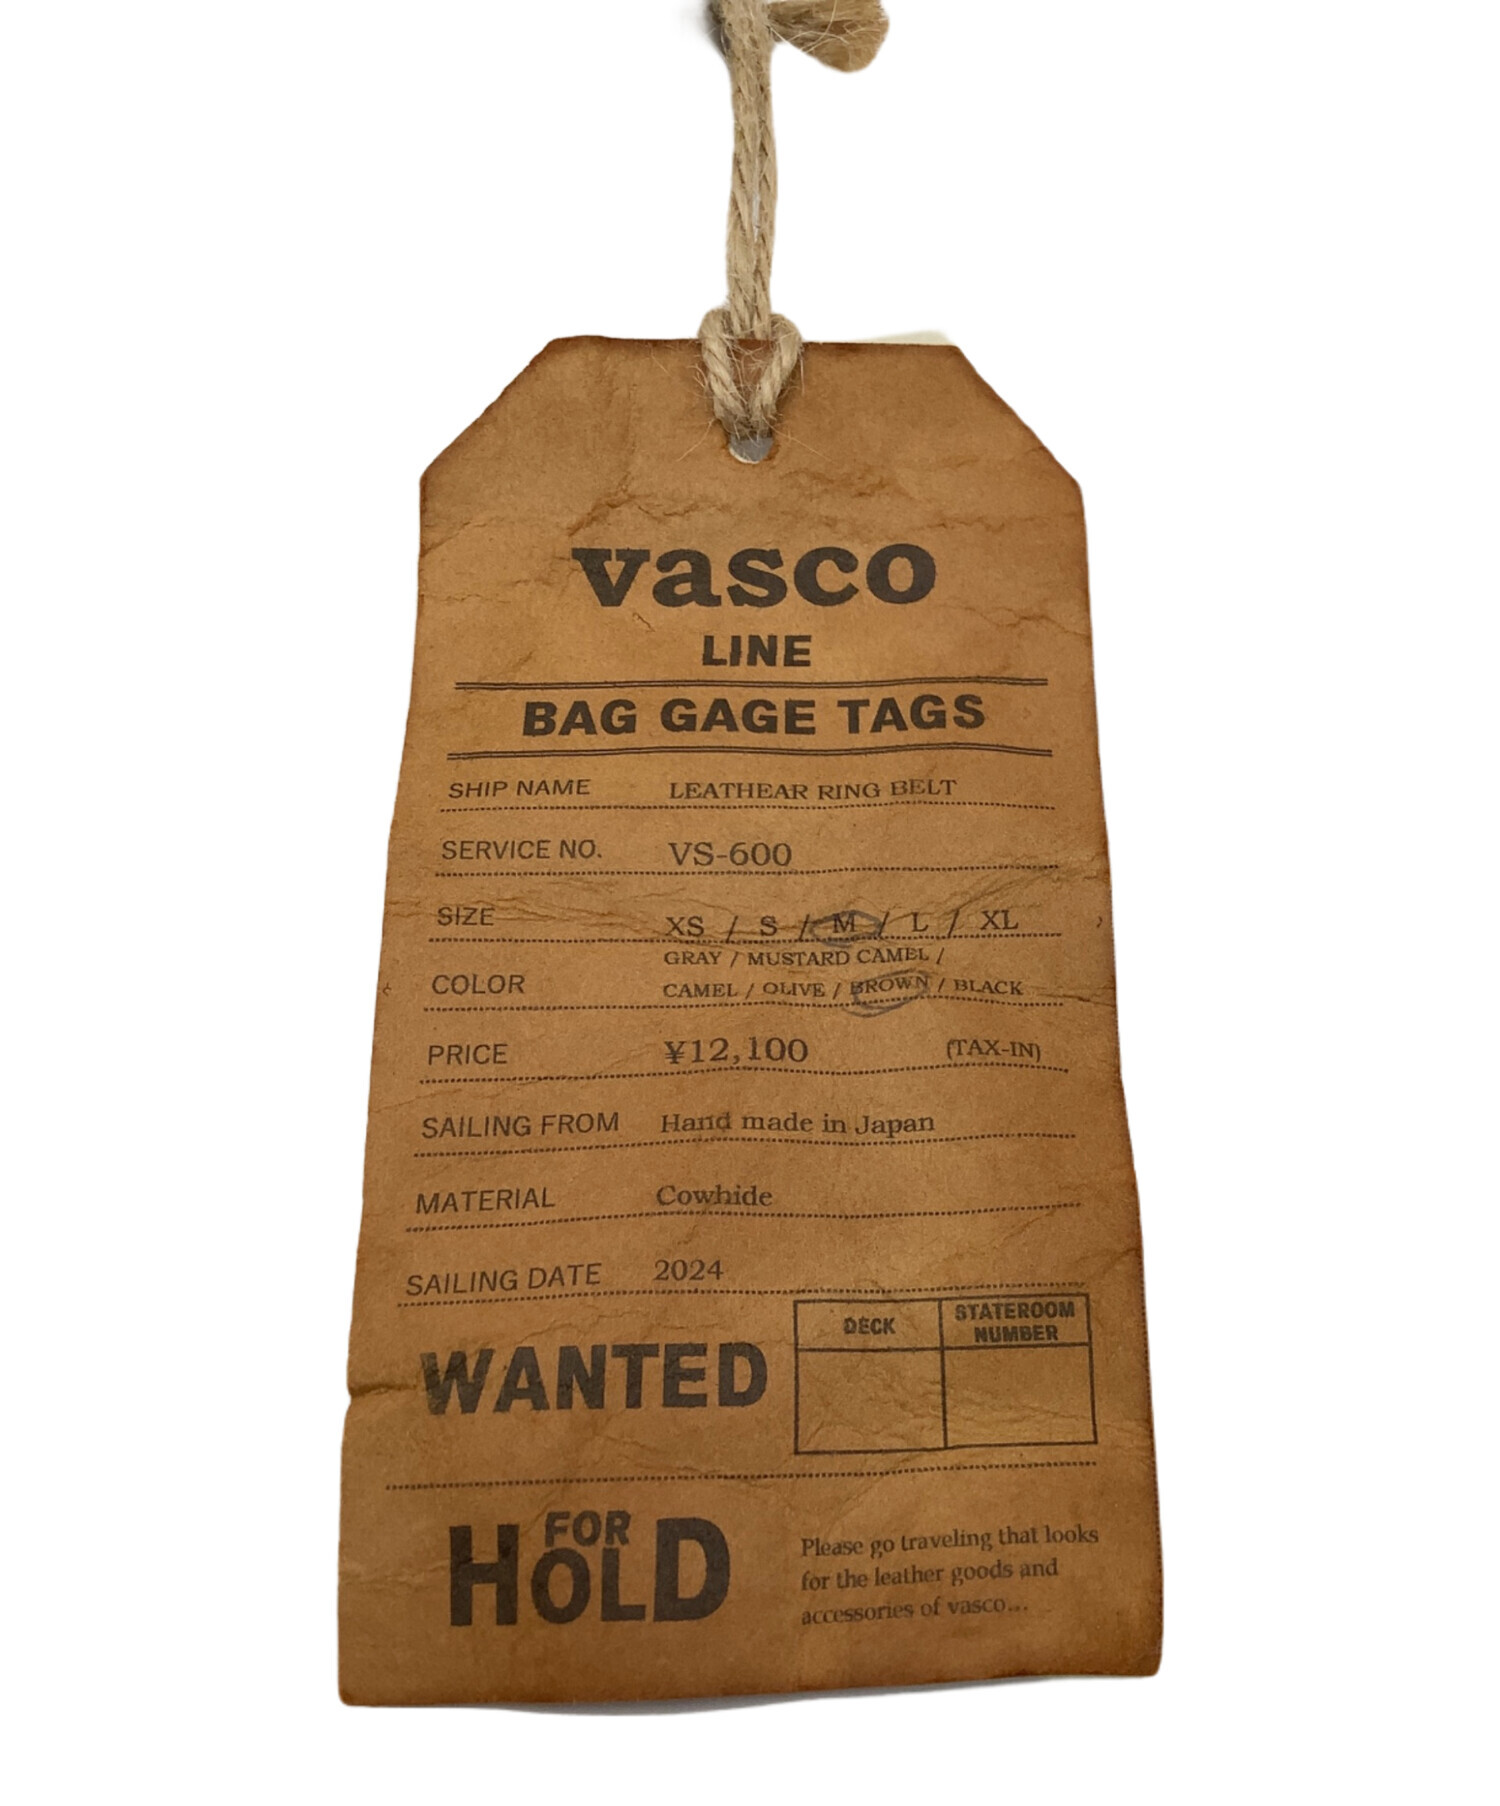 vasco
LINE
BAG GAGE TAGS
SHIP NAME LEATHEAR RING BELT
SERVICE NO. VS-600
SIZE XS / S / M / L / XL
GRAY / MUSTARD CAMEL /
COLOR CAMEL / OLIVE / BROWN / BLACK
PRICE ¥12,100 (TAX-IN)
SAILING FROM Hand made in Japan
MATERIAL Cowhide
SAILING DATE 2024
WANTED
DECK
STATEROOM
NUMBER
FOR
HOLD
Please go traveling that looks
for the leather goods and
accessories of vasco...